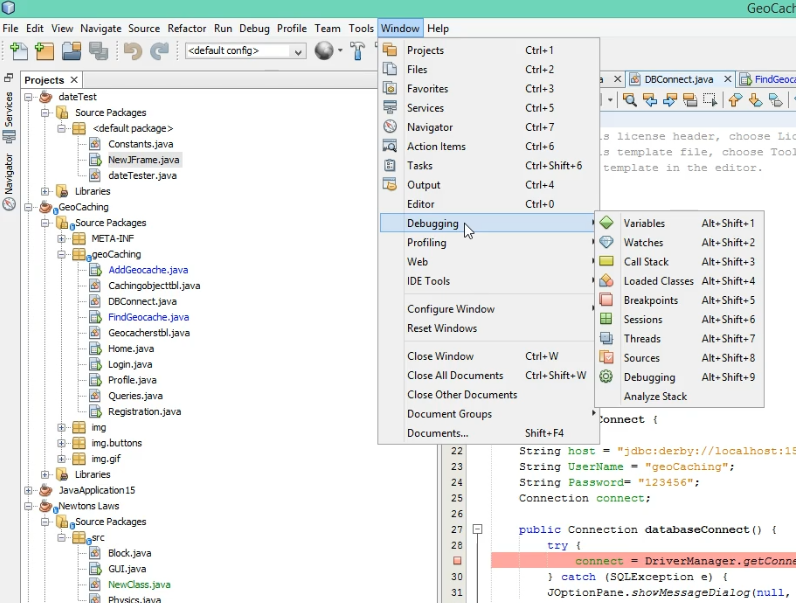 GeoCach
File Edit View Navigate Source Refactor Run Debug Profile Team Tools Window Help
<default config>
Projects
Services
Navigator
dateTest
Source Packages
<default package>
Constants.java
NewJFrame.java
dateTester.java
Libraries
GeoCaching
Source Packages
META-INF
geoCaching
AddGeocache.java
Cachingobjecttbl.java
DBConnect.java
FindGeocache.java
Geocacherstbl.java
Home.java
Login.java
Profile.java
Queries.java
Registration.java
img
img.buttons
img.gif
Libraries
JavaApplication15
Newtons Laws
Source Packages
src
Block.java
GUI.java
NewClass.java
Physics.java
Projects Ctrl+1
Files Ctrl+2
Favorites Ctrl+3
Services Ctrl+5
Navigator Ctrl+7
Action Items Ctrl+6
Tasks Ctrl+Shift+6
Output Ctrl+4
Editor Ctrl+0
Debugging
Profiling
Web
IDE Tools
Configure Window
Reset Windows
Close Window Ctrl+W
Close All Documents Ctrl+Shift+W
Close Other Documents
Document Groups
Documents... Shift+F4
Variables Alt+Shift+1
Watches Alt+Shift+2
Call Stack Alt+Shift+3
Loaded Classes Alt+Shift+4
Breakpoints Alt+Shift+5
Sessions Alt+Shift+6
Threads Alt+Shift+7
Sources Alt+Shift+8
Debugging Alt+Shift+9
Analyze Stack
a DBConnect.java FindGeoca
s license header, choose Lic
s template file, choose Tool
template in the editor.
Connect {
22 String host = "jdbc:derby://localhost:15
23 String UserName = "geoCaching";
24 String Password= "123456";
25 Connection connect;
26
27 public Connection databaseConnect() {
28 try {
connect = DriverManager.getConne
30 } catch (SQLException e) {
31 JOptionPane.showMessageDialog(null,